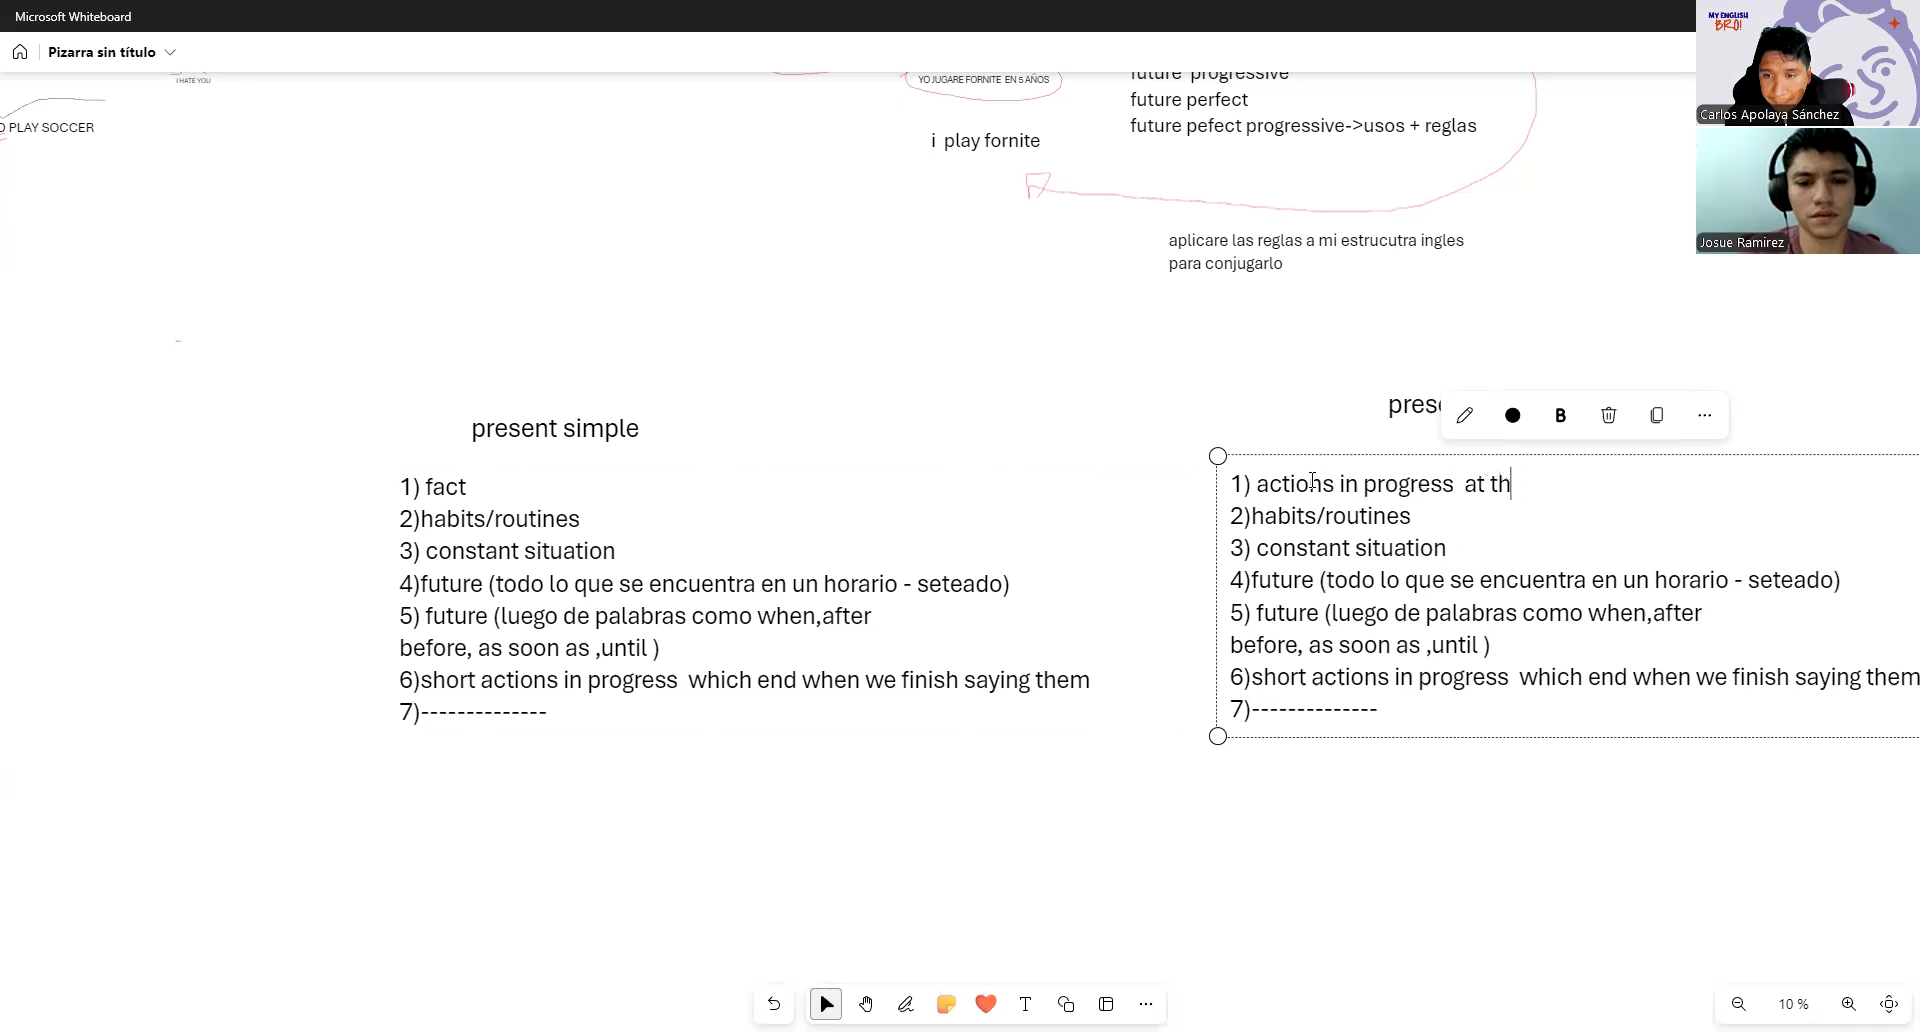 Microsoft Whiteboard
Pizarra sin título
I HATE YOU
PLAY SOCCER
YO JUGARE FORNITE EN 5 AÑOS
i play fornite
future progressive
future perfect
future pefect progressive->usos + reglas
aplicare las reglas a mi estrucutra ingles
para conjugarlo
MY ENGLISH
BRO!
Carlos Apolaya Sánchez
Josue Ramirez
present simple
1) fact
2)habits/routines
3) constant situation
4)future (todo lo que se encuentra en un horario - seteado)
5) future (luego de palabras como when,after
before, as soon as ,until )
6)short actions in progress which end when we finish saying them
7)--------------
prese
B
1) actions in progress at th
2)habits/routines
3) constant situation
4)future (todo lo que se encuentra en un horario - seteado)
5) future (luego de palabras como when,after
before, as soon as ,until )
6)short actions in progress which end when we finish saying them
7)--------------
10 %